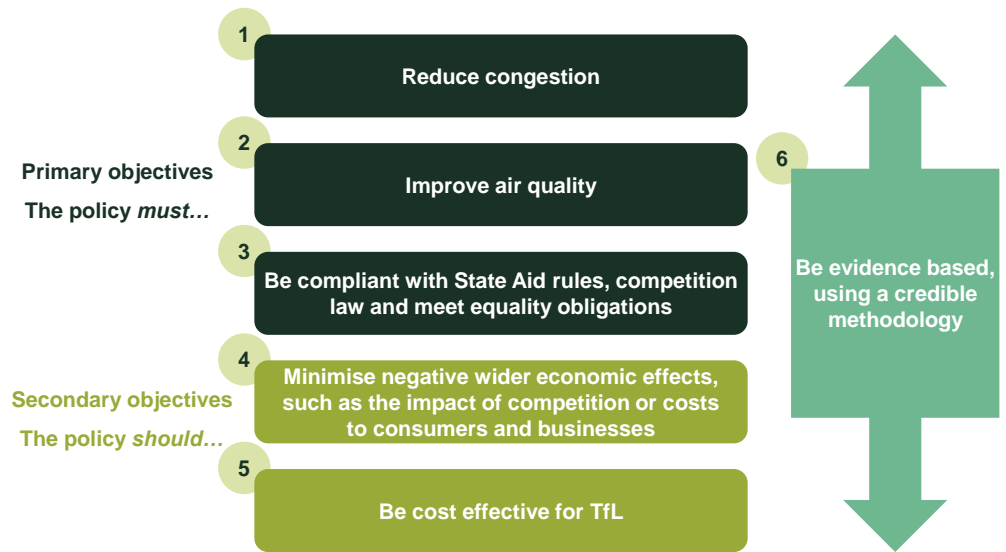 1
Reduce congestion
2
Improve air quality
Primary objectives
The policy must…
3
Be compliant with State Aid rules, competition
law and meet equality obligations
4
Minimise negative wider economic effects,
such as the impact of competition or costs
to consumers and businesses
Secondary objectives
The policy should…
5
Be cost effective for TfL
6
Be evidence based,
using a credible
methodology